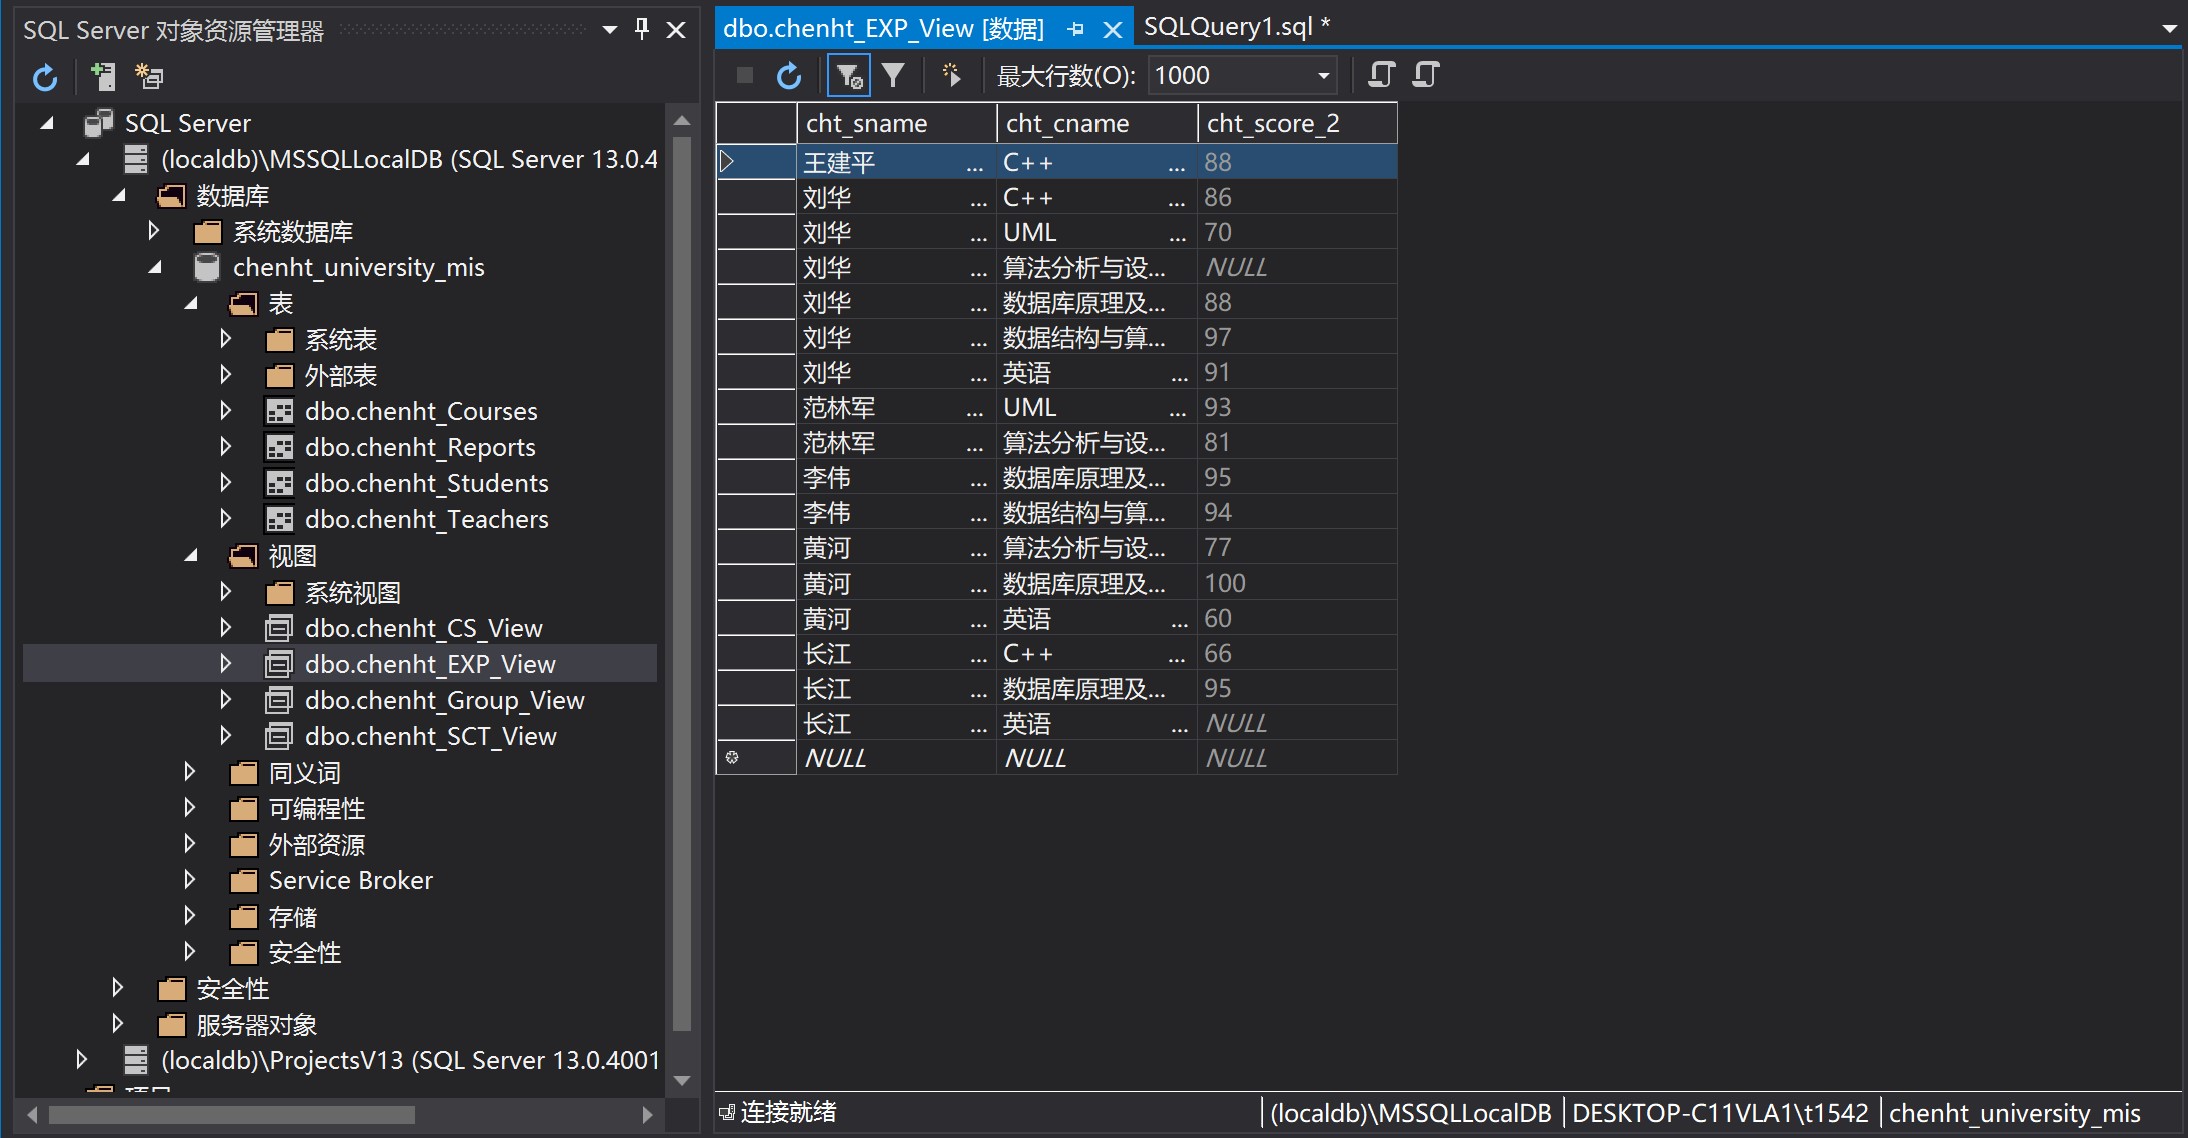 SQL Server 对象资源管理器
SQL Server
(localdb)\MSSQLLocalDB (SQL Server 13.0.4
数据库
系统数据库
chenht_university_mis
表
系统表
外部表
dbo.chenht_Courses
dbo.chenht_Reports
dbo.chenht_Students
dbo.chenht_Teachers
视图
系统视图
dbo.chenht_CS_View
dbo.chenht_EXP_View
dbo.chenht_Group_View
dbo.chenht_SCT_View
同义词
可编程性
外部资源
Service Broker
存储
安全性
安全性
服务器对象
(localdb)\ProjectsV13 (SQL Server 13.0.4001
dbo.chenht_EXP_View [数据] SQLQuery1.sql *
最大行数(O): 1000
cht_sname cht_cname cht_score_2
王建平 ... C++ ... 88
刘华 ... C++ ... 86
刘华 ... UML ... 70
刘华 ... 算法分析与设... NULL
刘华 ... 数据库原理及... 88
刘华 ... 数据结构与算... 97
刘华 ... 英语 ... 91
范林军 ... UML ... 93
范林军 ... 算法分析与设... 81
李伟 ... 数据库原理及... 95
李伟 ... 数据结构与算... 94
黄河 ... 算法分析与设... 77
黄河 ... 数据库原理及... 100
黄河 ... 英语 ... 60
长江 ... C++ ... 66
长江 ... 数据库原理及... 95
长江 ... 英语 ... NULL
NULL NULL NULL
连接就绪 (localdb)\MSSQLLocalDB DESKTOP-C11VLA1\t1542 chenht_university_mis